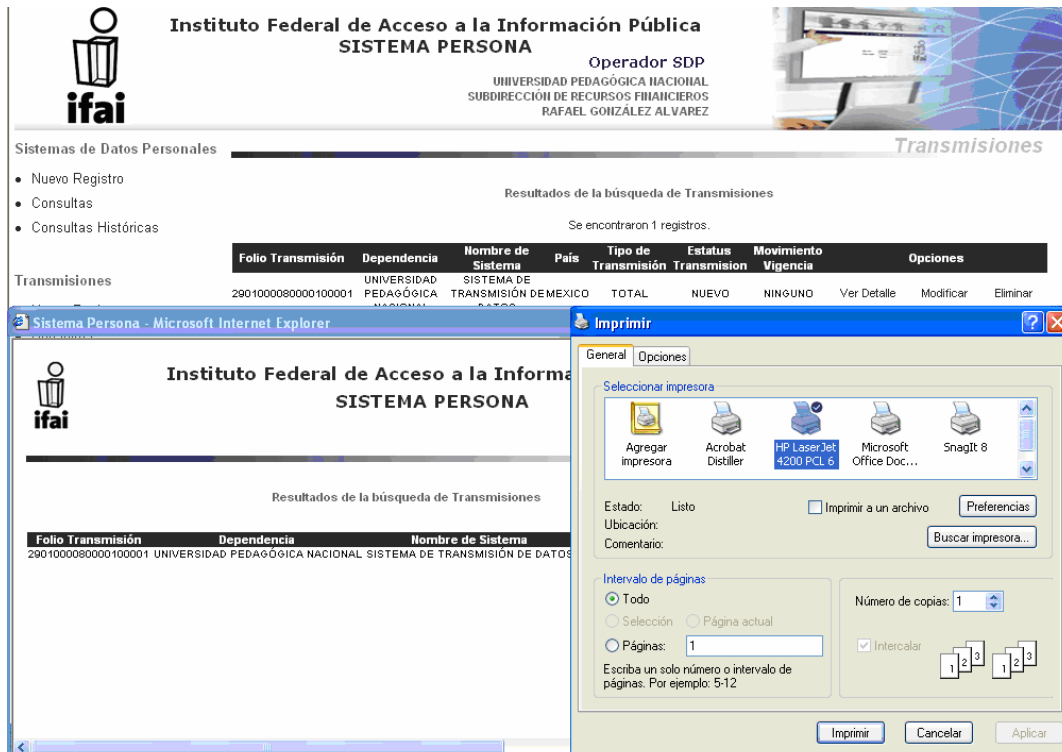 Instituto Federal de Acceso a la Información Pública
SISTEMA PERSONA
Operador SDP
UNIVERSIDAD PEDAGÓGICA NACIONAL
SUBDIRECCIÓN DE RECURSOS FINANCIEROS
RAFAEL GONZÁLEZ ALVAREZ
ifai
Sistemas de Datos Personales
Transmisiones
• Nuevo Registro
• Consultas
• Consultas Históricas
Transmisiones
Resultados de la búsqueda de Transmisiones
Se encontraron 1 registros.
Folio Transmisión Dependencia Nombre de Sistema País Tipo de Transmisión Estatus Transmision Movimiento Vigencia Opciones
2901000080000100001 UNIVERSIDAD PEDAGÓGICA NACIONAL SISTEMA DE TRANSMISIÓN DE DATOS MEXICO TOTAL NUEVO NINGUNO Ver Detalle Modificar Eliminar
Sistema Persona - Microsoft Internet Explorer
ifai
Instituto Federal de Acceso a la Informa
SISTEMA PERSONA
Resultados de la búsqueda de Transmisiones
Folio Transmisión Dependencia Nombre de Sistema
2901000080000100001 UNIVERSIDAD PEDAGÓGICA NACIONAL SISTEMA DE TRANSMISIÓN DE DATOS
Imprimir
General Opciones
Seleccionar impresora
Agregar impresora
Acrobat Distiller
HP LaserJet 4200 PCL 6
Microsoft Office Doc...
SnagIt 8
Estado: Listo
Imprimir a un archivo
Preferencias
Ubicación:
Comentario:
Buscar impresora...
Intervalo de páginas
Todo
Selección Página actual
Páginas: 1
Escriba un solo número o intervalo de
páginas. Por ejemplo: 5-12
Número de copias: 1
Intercalar
1 2 3 1 2 3
Imprimir Cancelar Aplicar